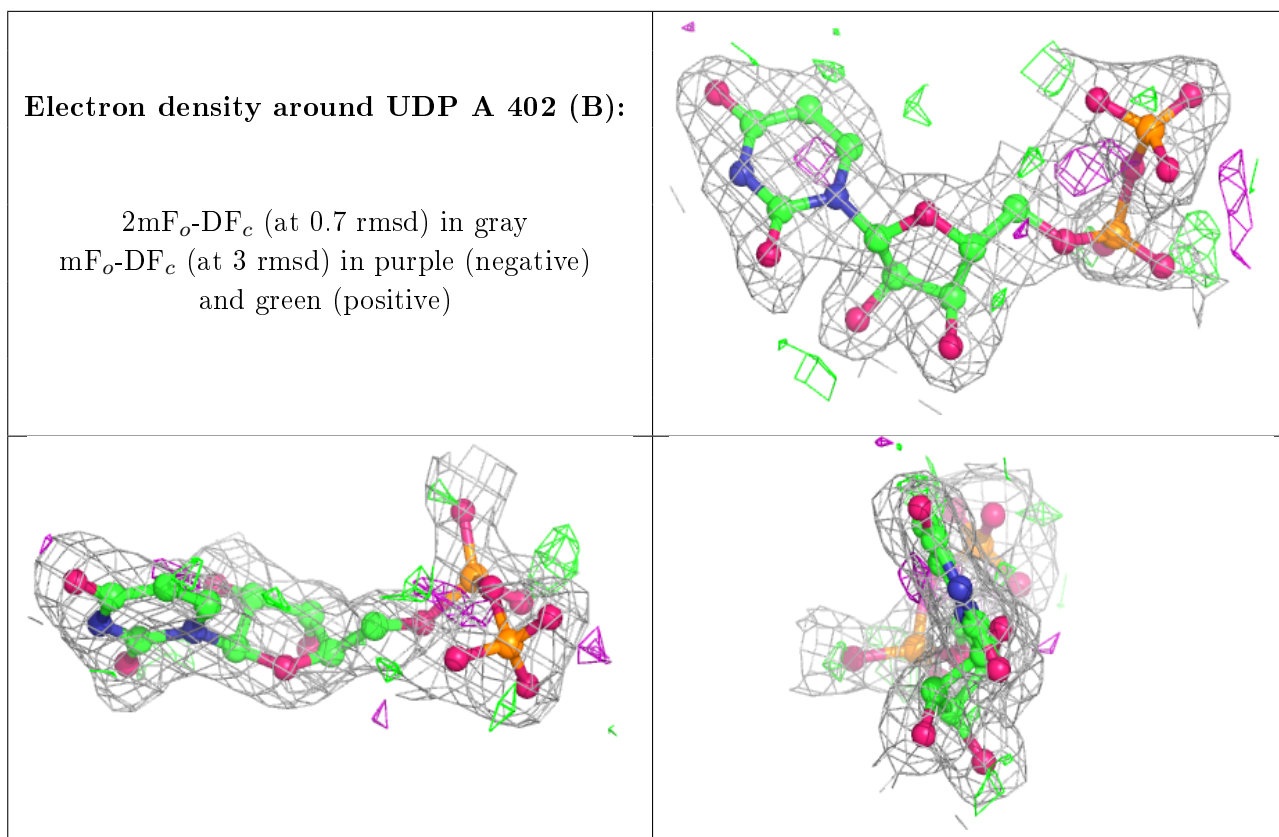 Electron density around UDP A 402 (B):
2mFo-DFc (at 0.7 rmsd) in gray
mFo-DFc (at 3 rmsd) in purple (negative)
and green (positive)